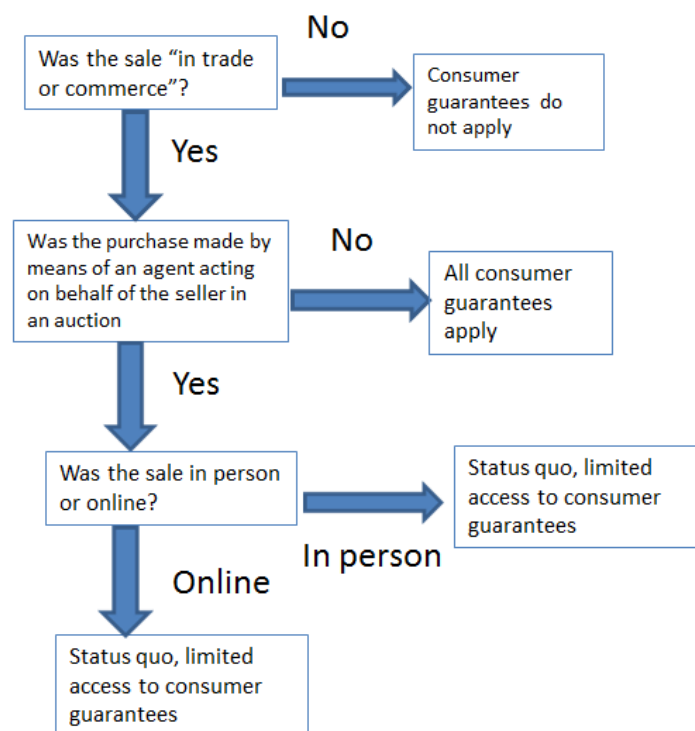 No
Was the sale “in trade
or commerce”?
Consumer
guarantees do
not apply
Yes
Was the purchase made by
means of an agent acting
on behalf of the seller in
an auction
No
All consumer
guarantees
apply
Yes
Was the sale in person
or online?
Status quo, limited
access to consumer
guarantees
In person
Online
Status quo, limited
access to consumer
guarantees